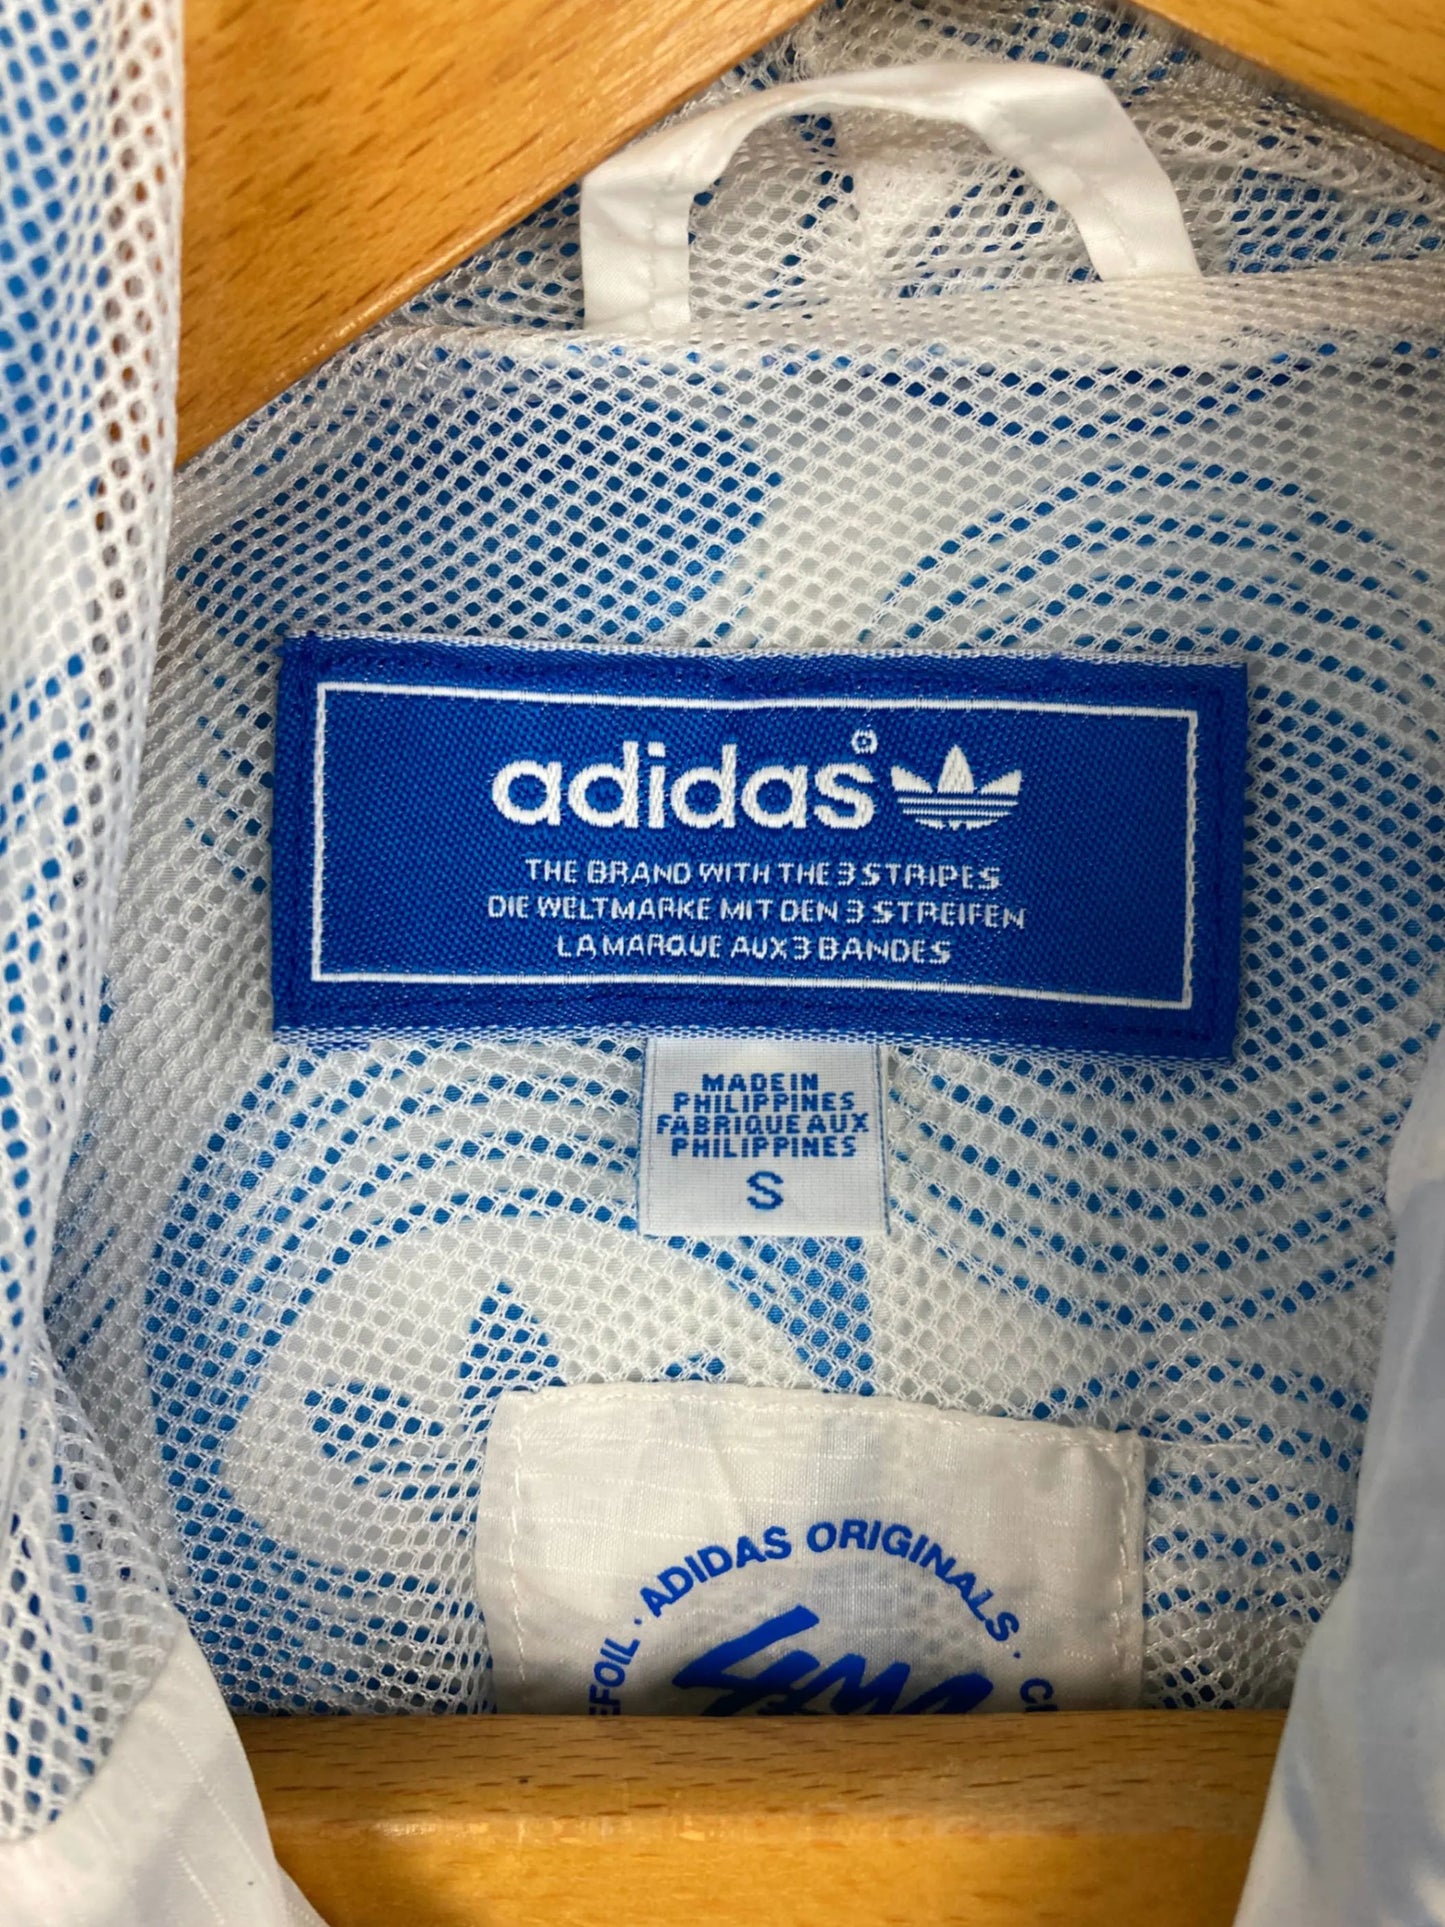 adidas®
THE BRAND WITH THE 3 STRIPES
DIE WELTMARKE MIT DEN 3 STREIFEN
LA MARQUE AUX 3 BANDES
MADE IN
PHILIPPINES
FABRIQUE AUX
PHILIPPINES
S
· ADIDAS ORIGINALS ·